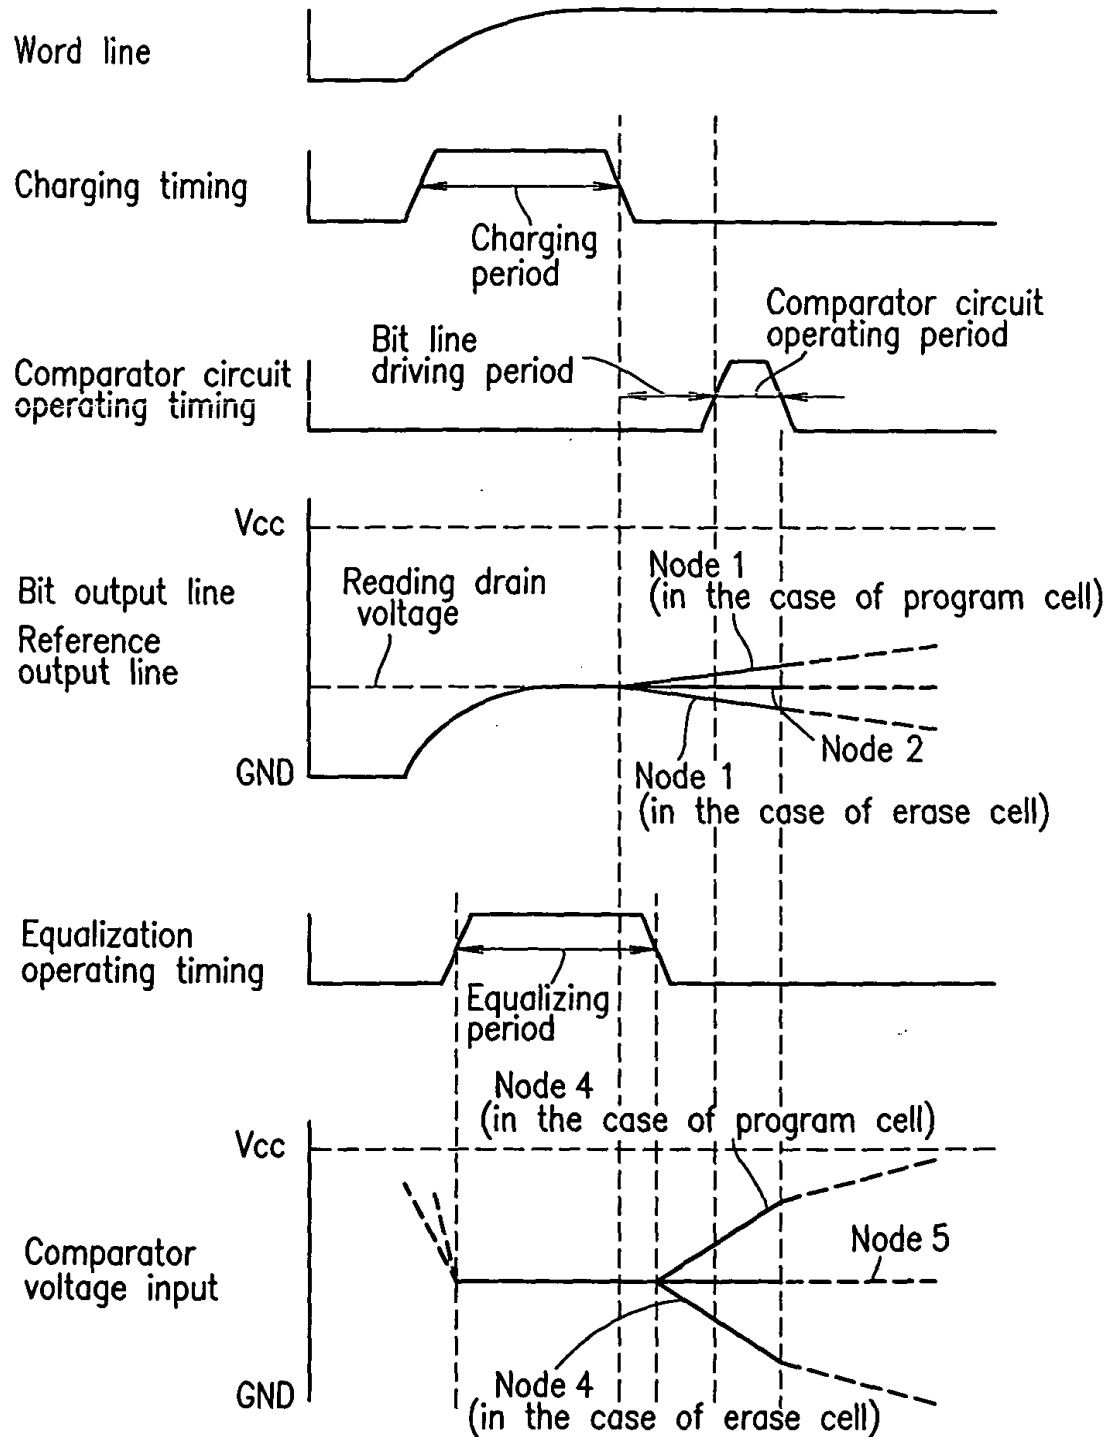 Word line
Charging timing
Charging
period
Comparator circuit
operating period
Bit line
driving period
Comparator circuit
operating timing
Vcc
Node 1
(in the case of program cell)
Reading drain
voltage
Bit output line
Reference
output line
Node 2
GND
Node 1
(in the case of erase cell)
Equalization
operating timing
Equalizing
period
Node 4
(in the case of program cell)
Vcc
Node 5
Comparator
voltage input
GND
Node 4
(in the case of erase cell)